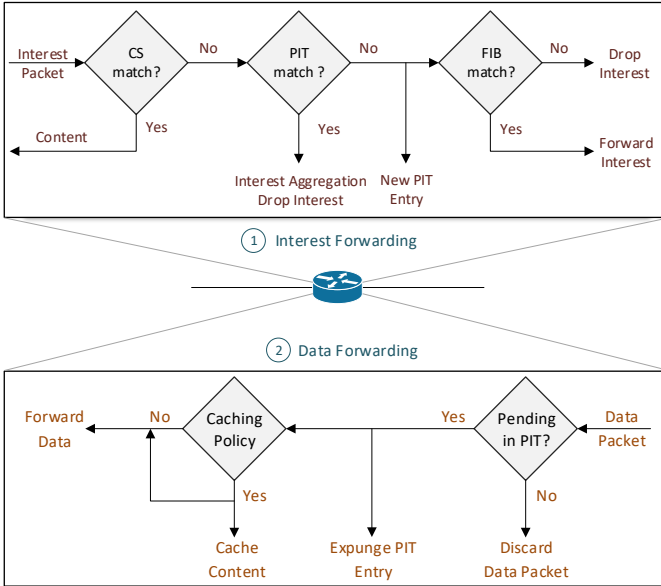 Interest
Packet
CS
match?
No
PIT
match ?
No
FIB
match?
No
Drop
Interest
Content
Yes
Yes
Yes
Forward
Interest
Interest Aggregation
Drop Interest
New PIT
Entry
1 Interest Forwarding
2 Data Forwarding
Forward
Data
No
Caching
Policy
Yes
Pending
in PIT?
Data
Packet
Yes
No
Cache
Content
Expunge PIT
Entry
Discard
Data Packet